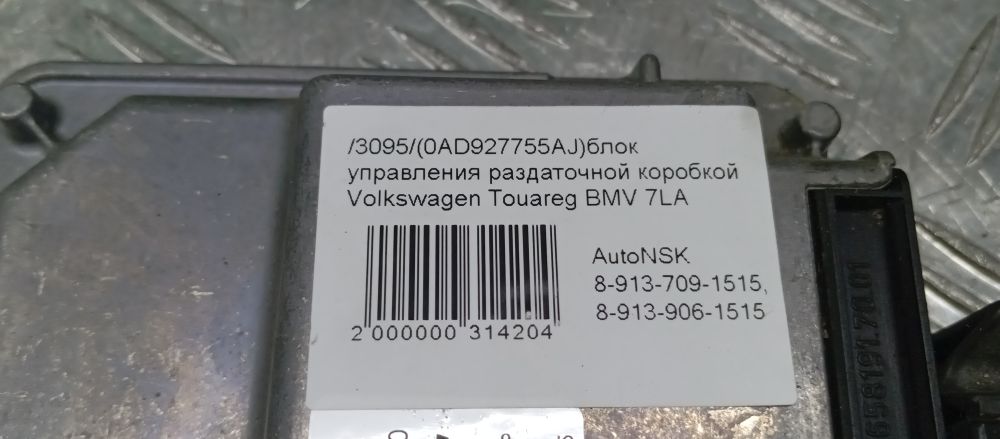 /3095/(0AD927755AJ)блок
управления раздаточной коробкой
Volkswagen Touareg BMV 7LA
AutoNSK
8-913-709-1515,
8-913-906-1515
2 000000 314204